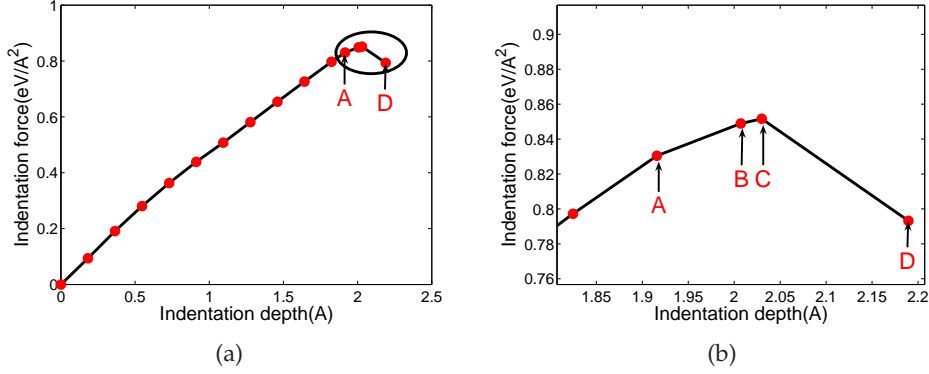 1
0.8
0.6
0.4
0.2
0
0 0.5 1 1.5 2 2.5
Indentation force(eV/A²)
Indentation depth(A)
A
D
(a)
0.9
0.88
0.86
0.84
0.82
0.8
0.78
0.76
1.85 1.9 1.95 2 2.05 2.1 2.15 2.2
Indentation force(eV/A²)
Indentation depth(A)
A
B
C
D
(b)